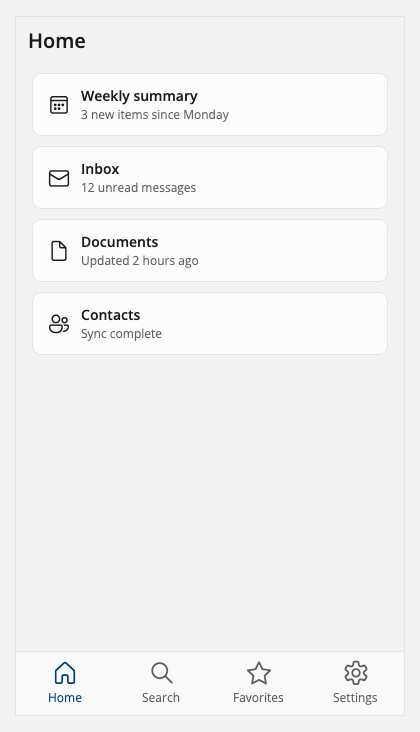 Home
Weekly summary
3 new items since Monday
Inbox
12 unread messages
Documents
Updated 2 hours ago
Contacts
Sync complete
Home
Search
Favorites
Settings